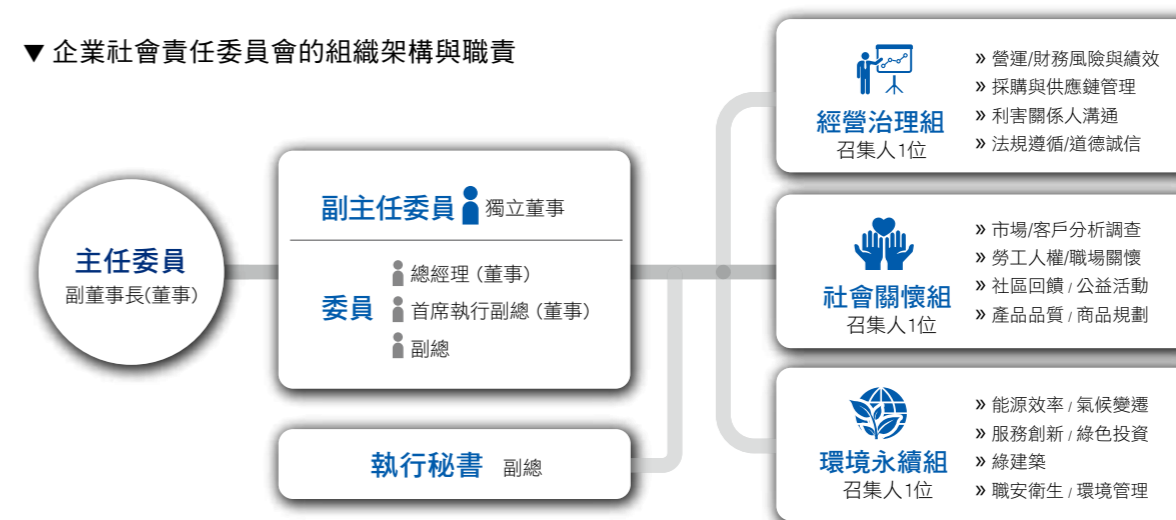 ▼ 企業社會責任委員會的組織架構與職責
主任委員
副董事長(董事)
副主任委員 獨立董事
委員
總經理 (董事)
首席執行副總 (董事)
副總
執行秘書 副總
經營治理組
召集人1位
» 營運/財務風險與績效
» 採購與供應鏈管理
» 利害關係人溝通
» 法規遵循/道德誠信
社會關懷組
召集人1位
» 市場/客戶分析調查
» 勞工人權/職場關懷
» 社區回饋 / 公益活動
» 產品品質 / 商品規劃
環境永續組
召集人1位
» 能源效率 / 氣候變遷
» 服務創新 / 綠色投資
» 綠建築
» 職安衛生 / 環境管理